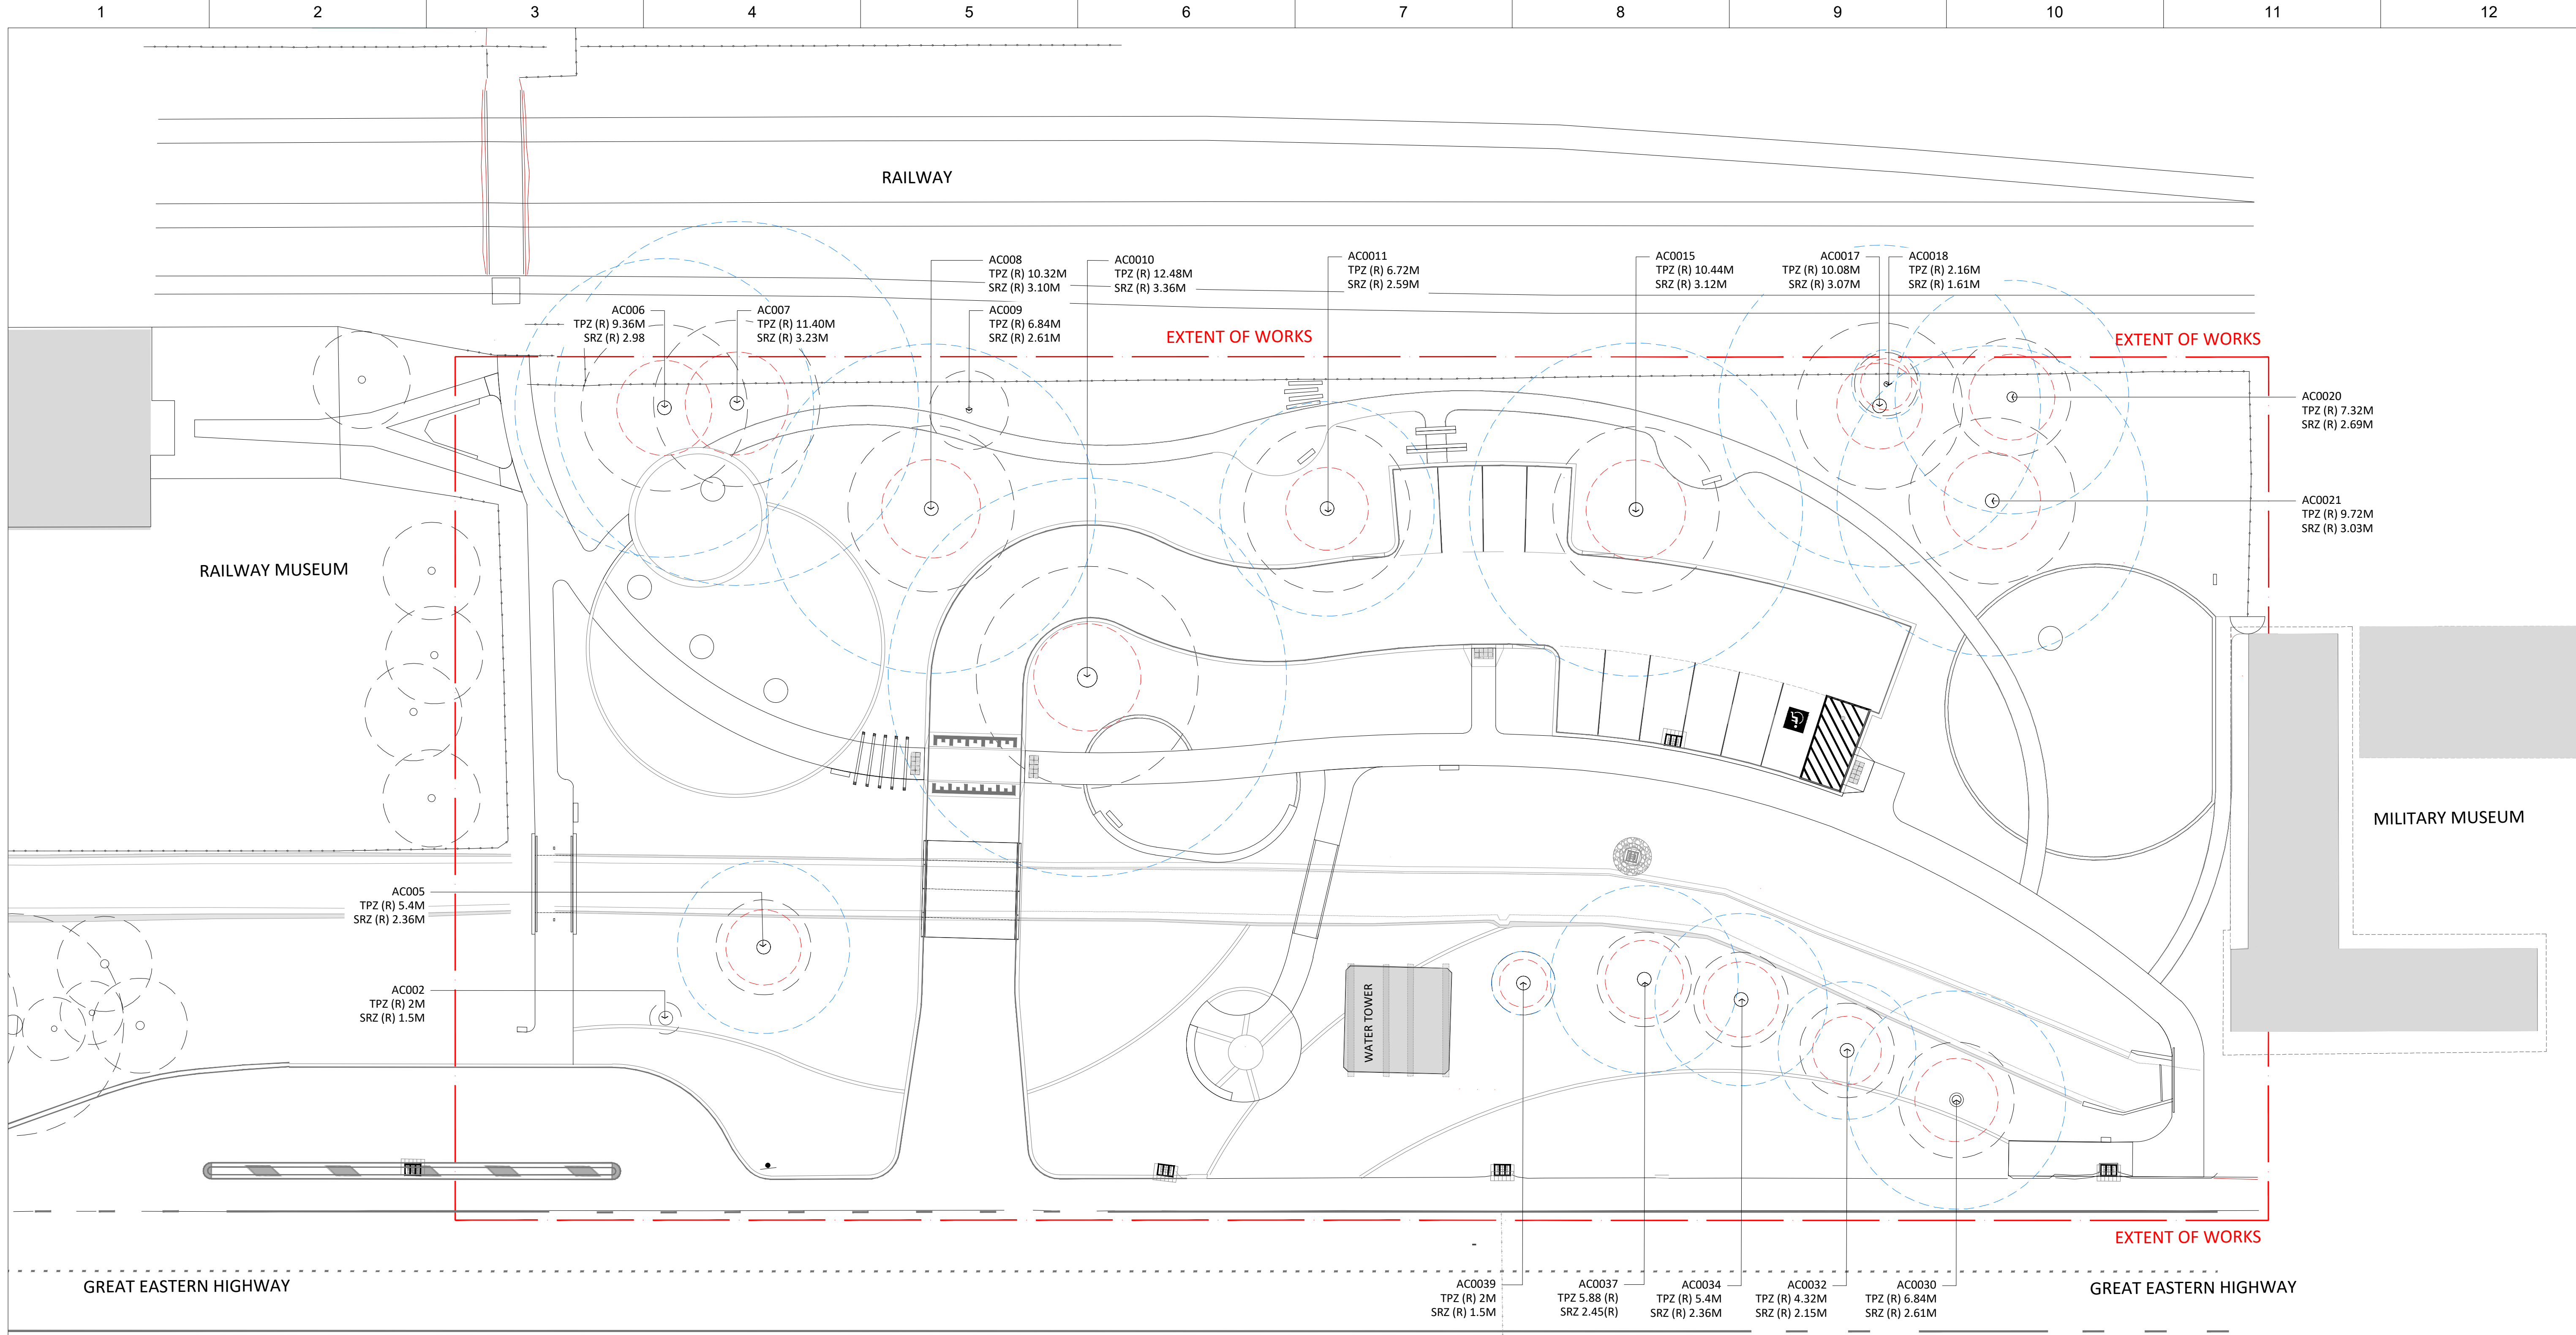 1 2 3 4 5 6 7 8 9 10 11 12
RAILWAY
AC008
TPZ (R) 10.32M
SRZ (R) 3.10M
AC0010
TPZ (R) 12.48M
SRZ (R) 3.36M
AC0011
TPZ (R) 6.72M
SRZ (R) 2.59M
AC0015
TPZ (R) 10.44M
SRZ (R) 3.12M
AC0017
TPZ (R) 10.08M
SRZ (R) 3.07M
AC0018
TPZ (R) 2.16M
SRZ (R) 1.61M
AC006
TPZ (R) 9.36M
SRZ (R) 2.98
AC007
TPZ (R) 11.40M
SRZ (R) 3.23M
AC009
TPZ (R) 6.84M
SRZ (R) 2.61M
EXTENT OF WORKS
EXTENT OF WORKS
AC0020
TPZ (R) 7.32M
SRZ (R) 2.69M
AC0021
TPZ (R) 9.72M
SRZ (R) 3.03M
RAILWAY MUSEUM
MILITARY MUSEUM
AC005
TPZ (R) 5.4M
SRZ (R) 2.36M
AC002
TPZ (R) 2M
SRZ (R) 1.5M
WATER TOWER
EXTENT OF WORKS
GREAT EASTERN HIGHWAY
AC0039
TPZ (R) 2M
SRZ (R) 1.5M
AC0037
TPZ 5.88 (R)
SRZ 2.45(R)
AC0034
TPZ (R) 5.4M
SRZ (R) 2.36M
AC0032
TPZ (R) 4.32M
SRZ (R) 2.15M
AC0030
TPZ (R) 6.84M
SRZ (R) 2.61M
GREAT EASTERN HIGHWAY